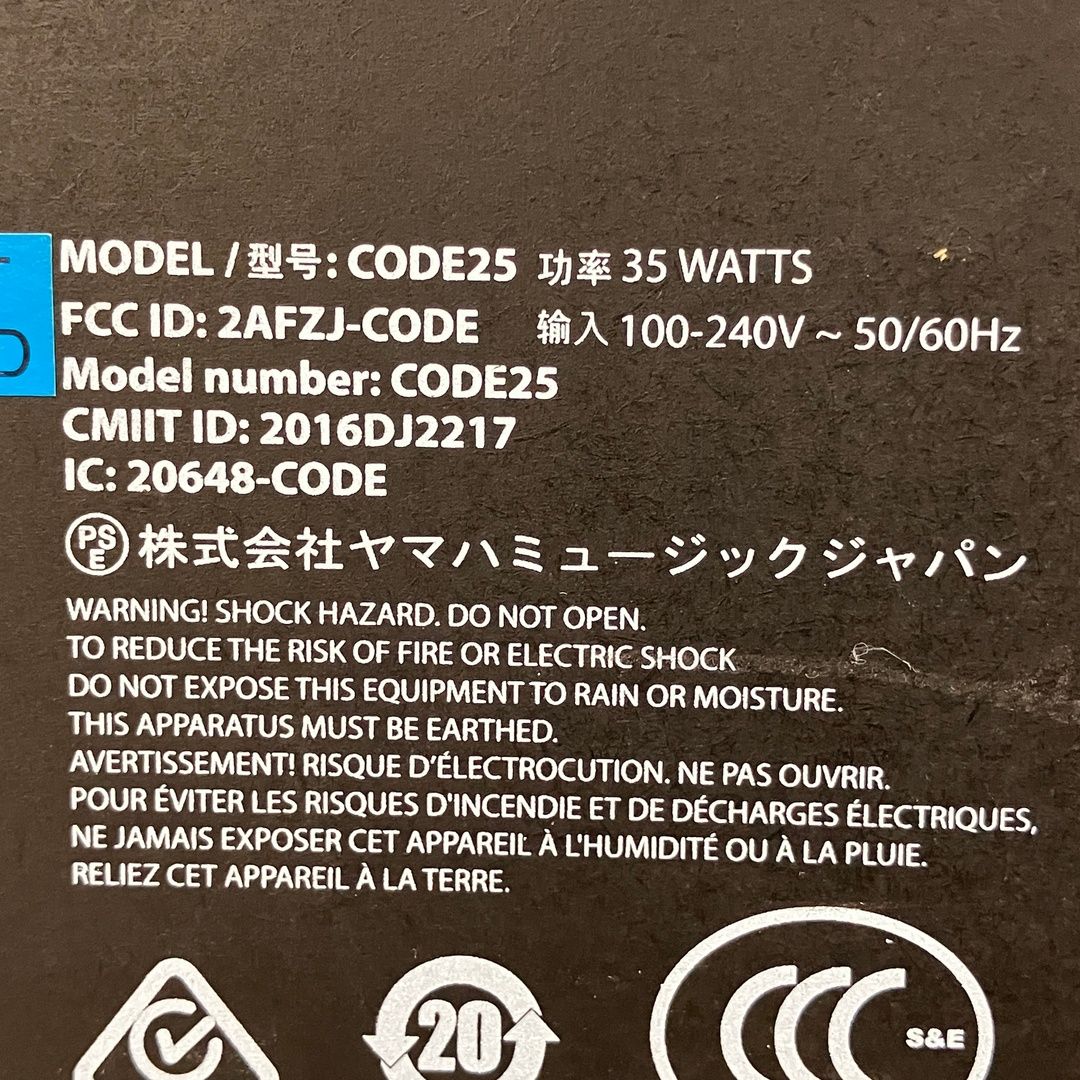 MODEL / 型号: CODE25 功率 35 WATTS
FCC ID: 2AFZJ-CODE 输入 100-240V ~ 50/60Hz
Model number: CODE25
CMIIT ID: 2016DJ2217
IC: 20648-CODE
PS E 株式会社ヤマハミュージックジャパン
WARNING! SHOCK HAZARD. DO NOT OPEN.
TO REDUCE THE RISK OF FIRE OR ELECTRIC SHOCK
DO NOT EXPOSE THIS EQUIPMENT TO RAIN OR MOISTURE.
THIS APPARATUS MUST BE EARTHED.
AVERTISSEMENT! RISQUE D’ÉLECTROCUTION. NE PAS OUVRIR.
POUR ÉVITER LES RISQUES D'INCENDIE ET DE DÉCHARGES ÉLECTRIQUES,
NE JAMAIS EXPOSER CET APPAREIL À L'HUMIDITÉ OU À LA PLUIE.
RELIEZ CET APPAREIL À LA TERRE.
20
CCC S&E